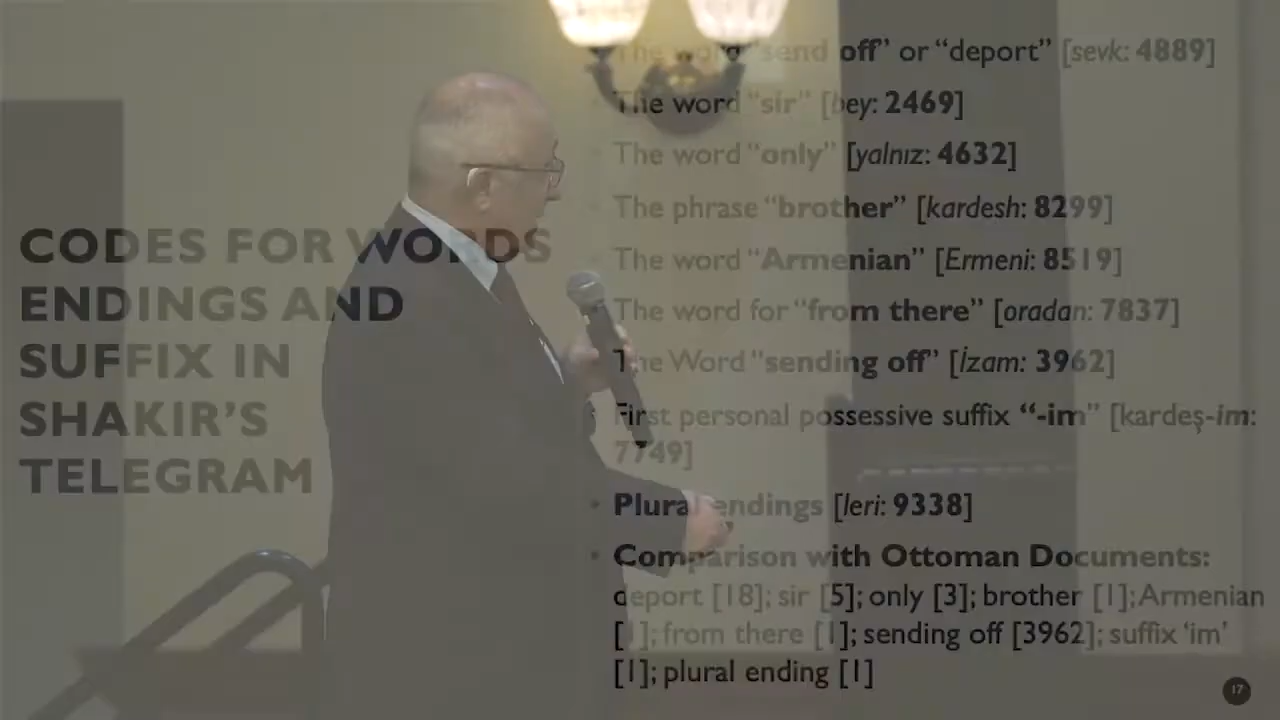 CODES FOR WORDS
ENDINGS AND
SUFFIX IN
SHAKIR'S
TELEGRAM
The word "send off" or "deport" [sevk: 4889]
The word "sir" [bey: 2469]
The word "only" [yalnız: 4632]
The phrase "brother" [kardesh: 8299]
The word "Armenian" [Ermeni: 8519]
The word for "from there" [oradan: 7837]
The Word "sending off" [İzam: 3962]
First personal possessive suffix "-im" [kardeş-im:
7749]
• Plural endings [leri: 9338]
• Comparison with Ottoman Documents:
deport [18]; sir [5]; only [3]; brother [1]; Armenian
[1]; from there [1]; sending off [3962]; suffix 'im'
[1]; plural ending [1]
17